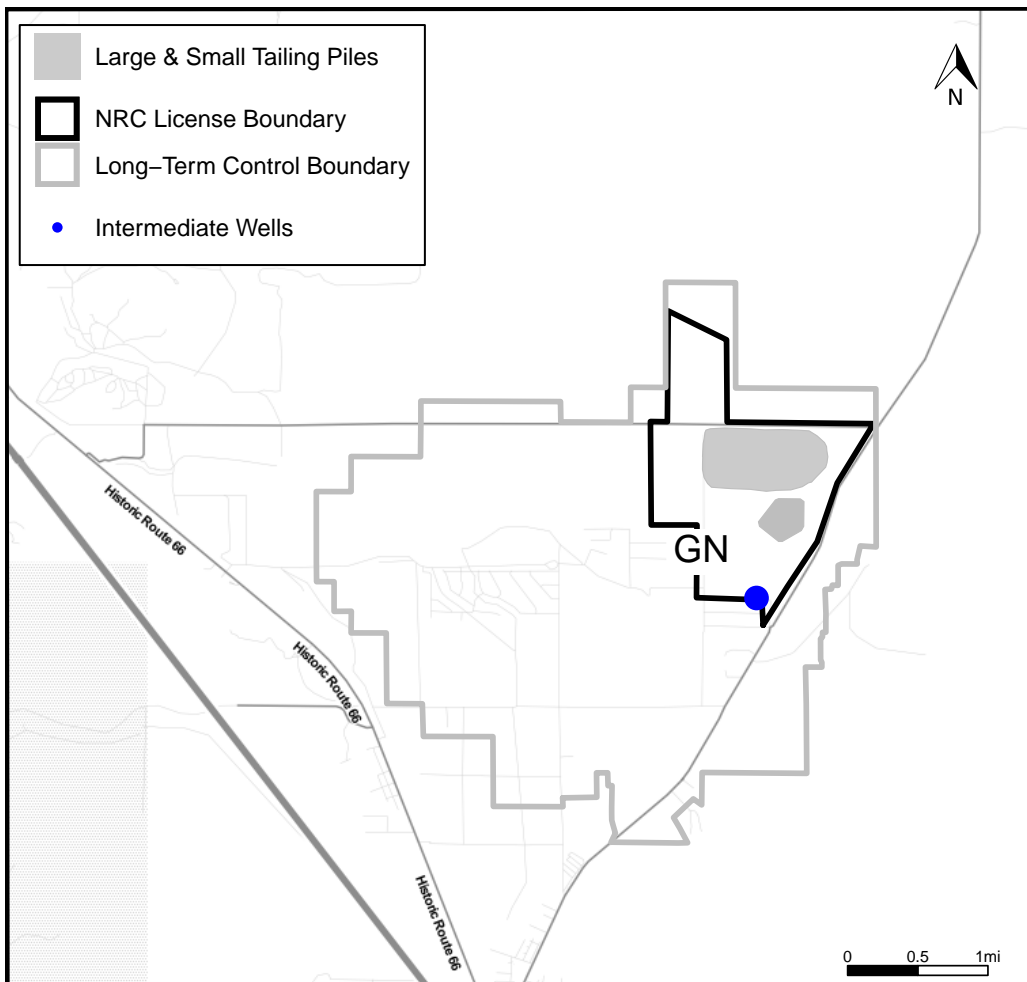 Large & Small Tailing Piles
NRC License Boundary
Long−Term Control Boundary
Intermediate Wells
N
Historic Route 66
GN
Historic Route 66
Historic Route 66
0 0.5 1mi